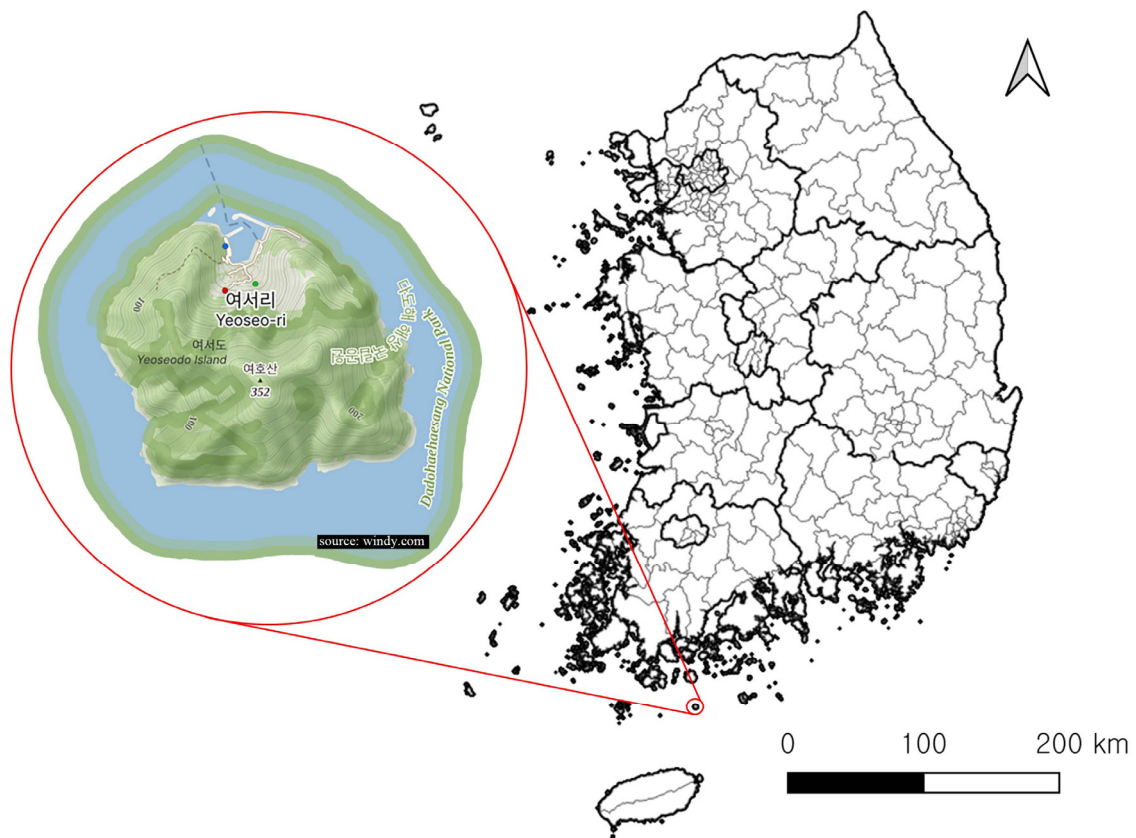 여서리
Yeoseo-ri
여서도
Yeoseodo Island
여호산
352
100
200
다도해해상 국립공원
Dadohaehaesang National Park
source: windy.com
0 100 200 km